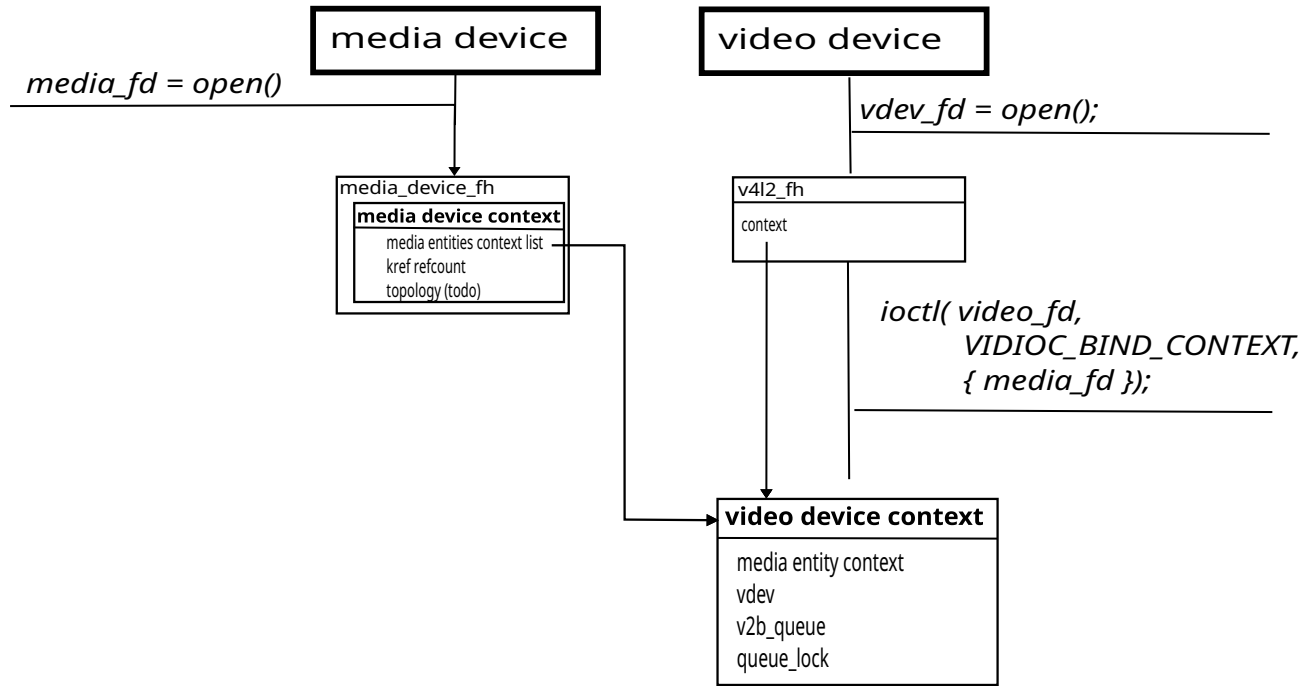 media device
video device
media_fd = open()
vdev_fd = open();
media_device_fh
media device context
media entities context list
kref refcount
topology (todo)
v4l2_fh
context
ioctl( video_fd,
VIDIOC_BIND_CONTEXT,
{ media_fd });
video device context
media entity context
vdev
v2b_queue
queue_lock